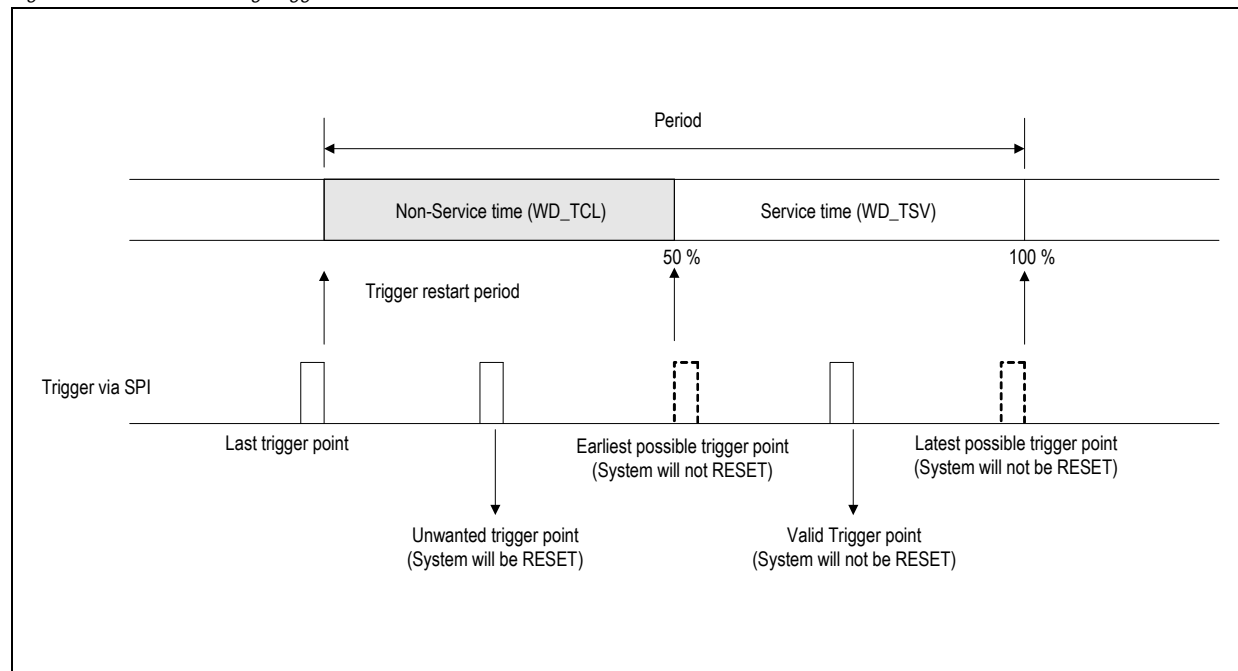 Period
Non-Service time (WD_TCL)
Service time (WD_TSV)
50 %
100 %
Trigger restart period
Trigger via SPI
Last trigger point
Earliest possible trigger point
(System will not RESET)
Latest possible trigger point
(System will not be RESET)
Unwanted trigger point
(System will be RESET)
Valid Trigger point
(System will not be RESET)